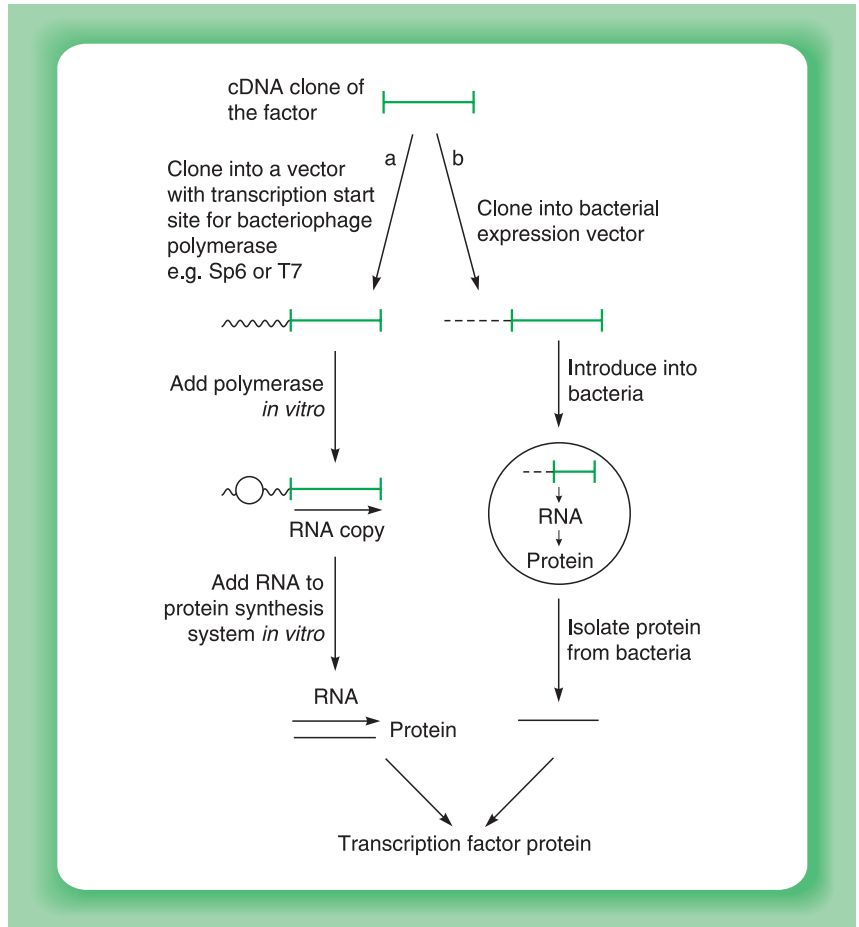 cDNA clone of
the factor
a
b
Clone into a vector
with transcription start
site for bacteriophage
polymerase
e.g. Sp6 or T7
Clone into bacterial
expression vector
Add polymerase
in vitro
Introduce into
bacteria
RNA copy
RNA
Protein
Add RNA to
protein synthesis
system in vitro
Isolate protein
from bacteria
RNA
Protein
Transcription factor protein